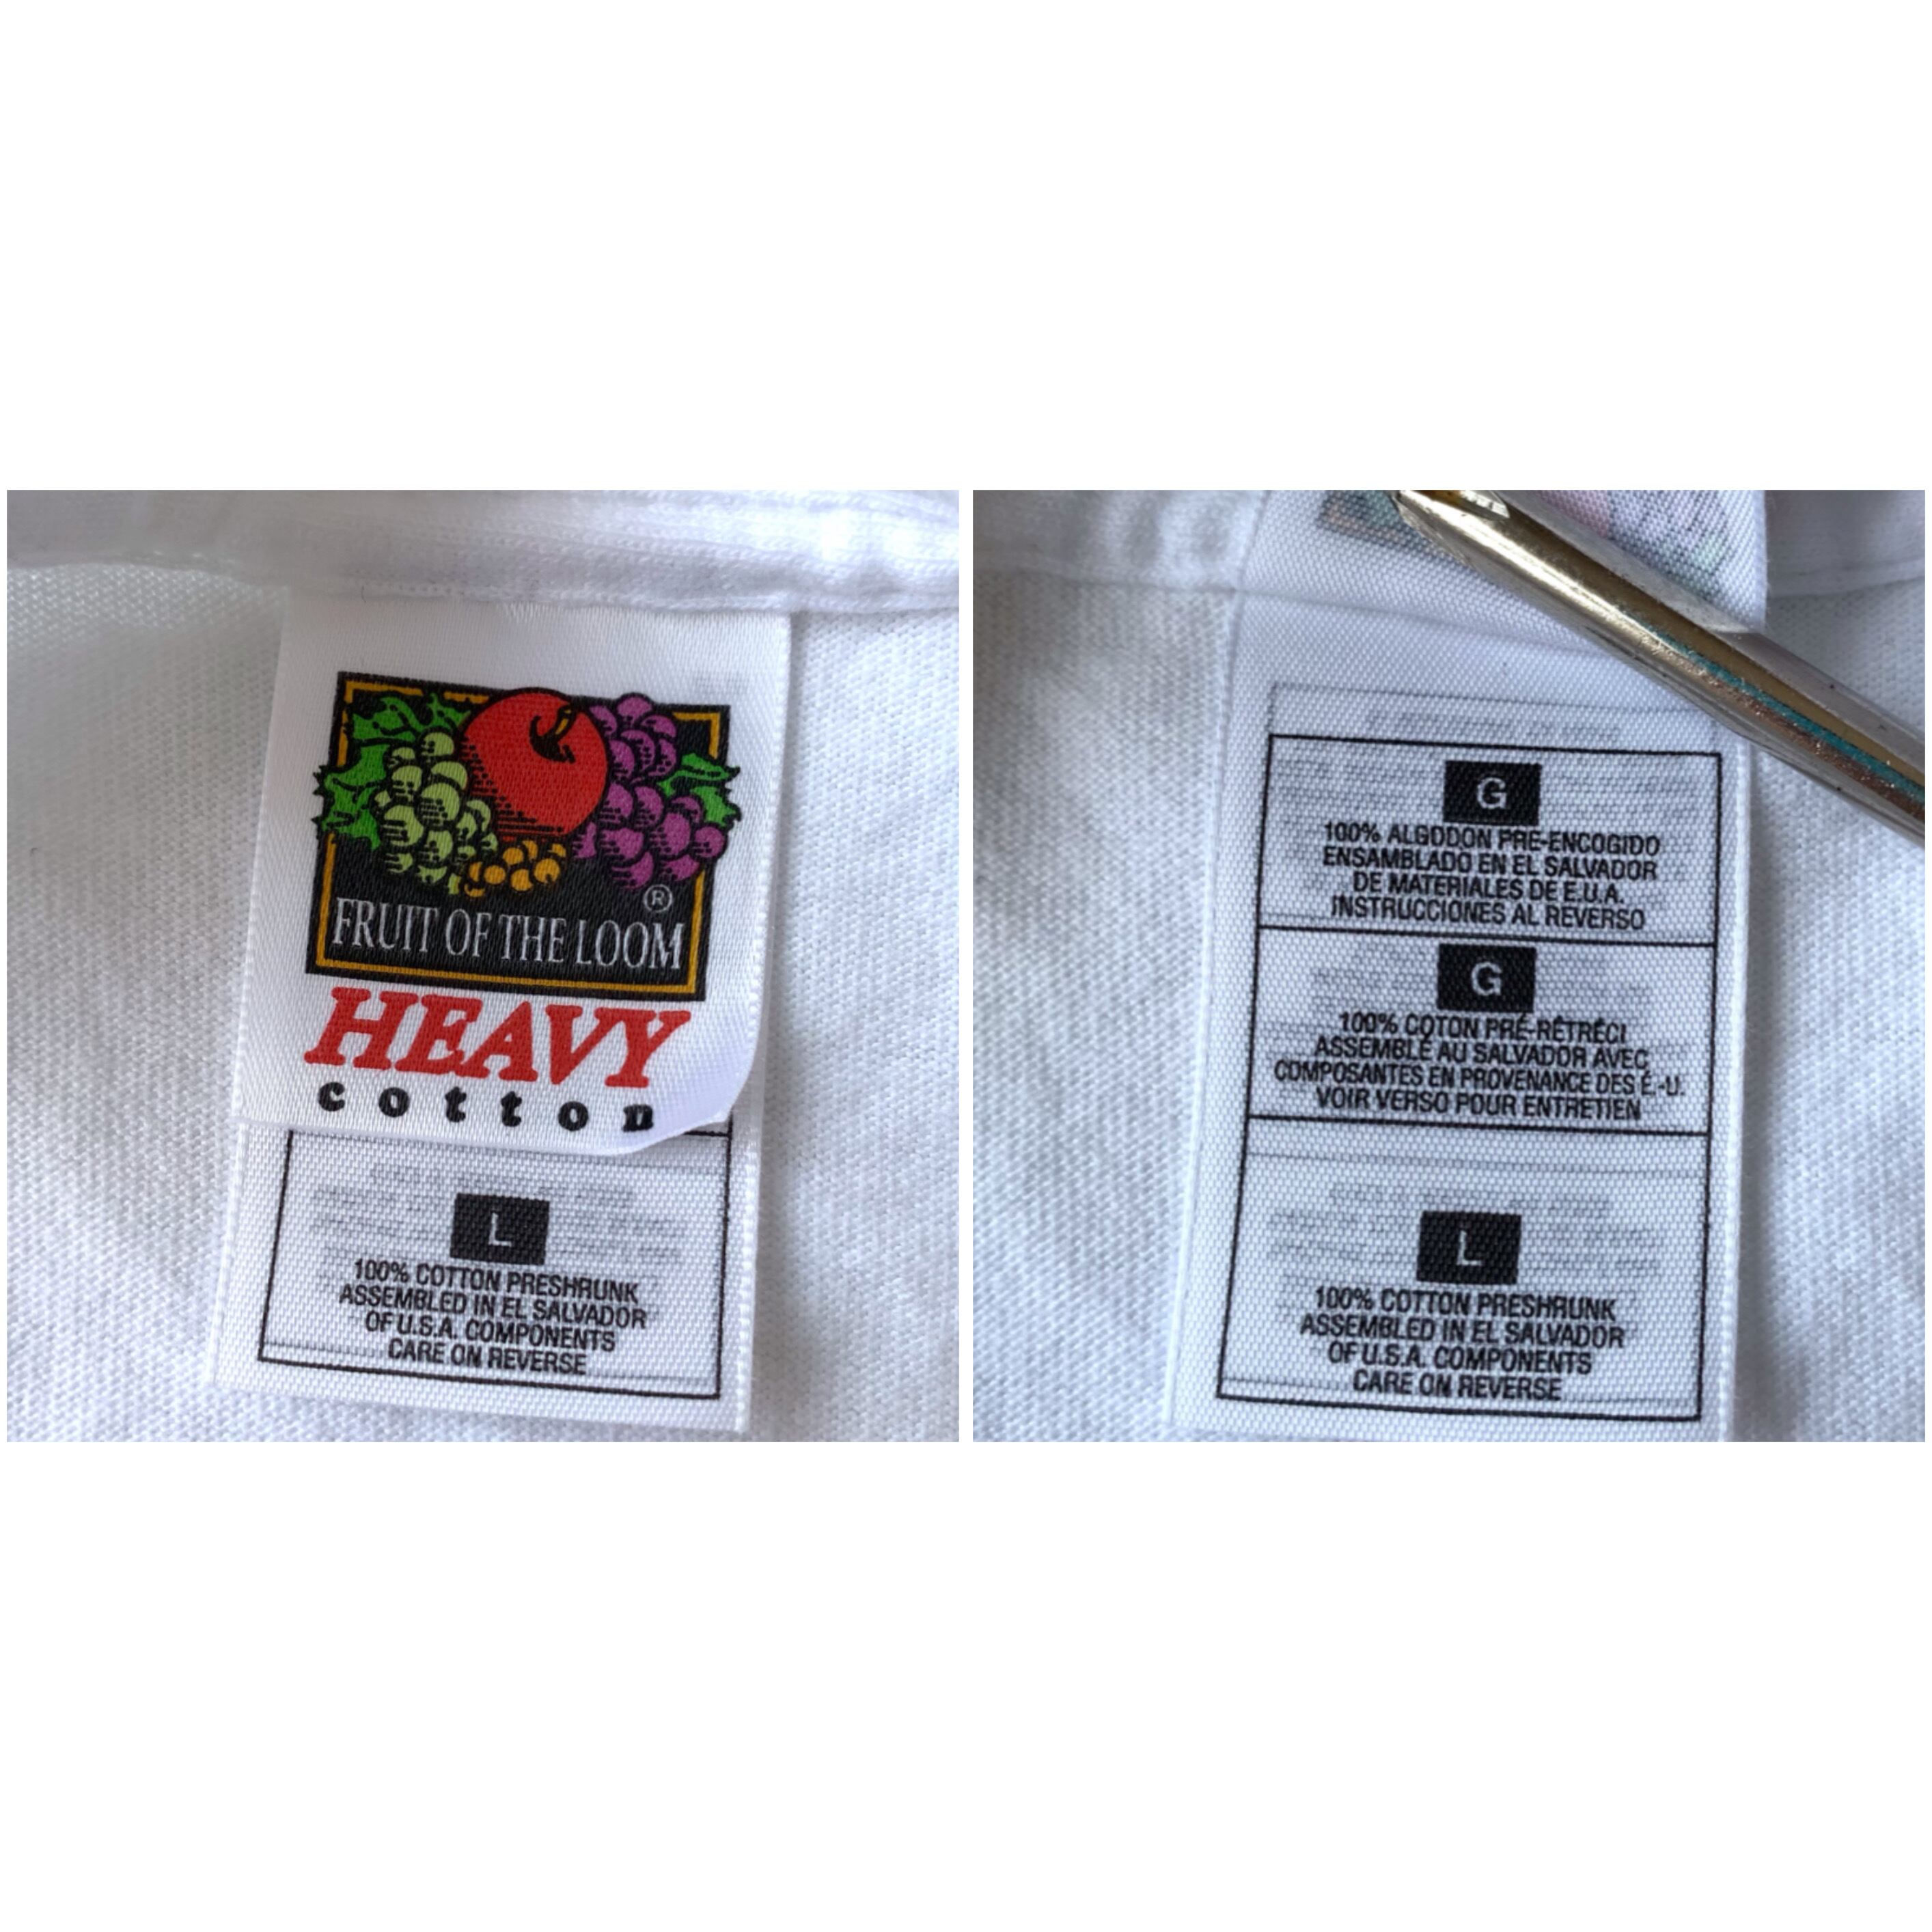 ®
FRUIT OF THE LOOM
HEAVY
cotton
L
100% COTTON PRESHRUNK
ASSEMBLED IN EL SALVADOR
OF U.S.A. COMPONENTS
CARE ON REVERSE
G
100% ALGODON PRE-ENCOGIDO
ENSAMBLADO EN EL SALVADOR
DE MATERIALES DE E.U.A.
INSTRUCCIONES AL REVERSO
G
100% COTON PRÉ-RÉTRÉCI
ASSEMBLÉ AU SALVADOR AVEC
COMPOSANTES EN PROVENANCE DES É.-U.
VOIR VERSO POUR ENTRETIEN
L
100% COTTON PRESHRUNK
ASSEMBLED IN EL SALVADOR
OF U.S.A. COMPONENTS
CARE ON REVERSE